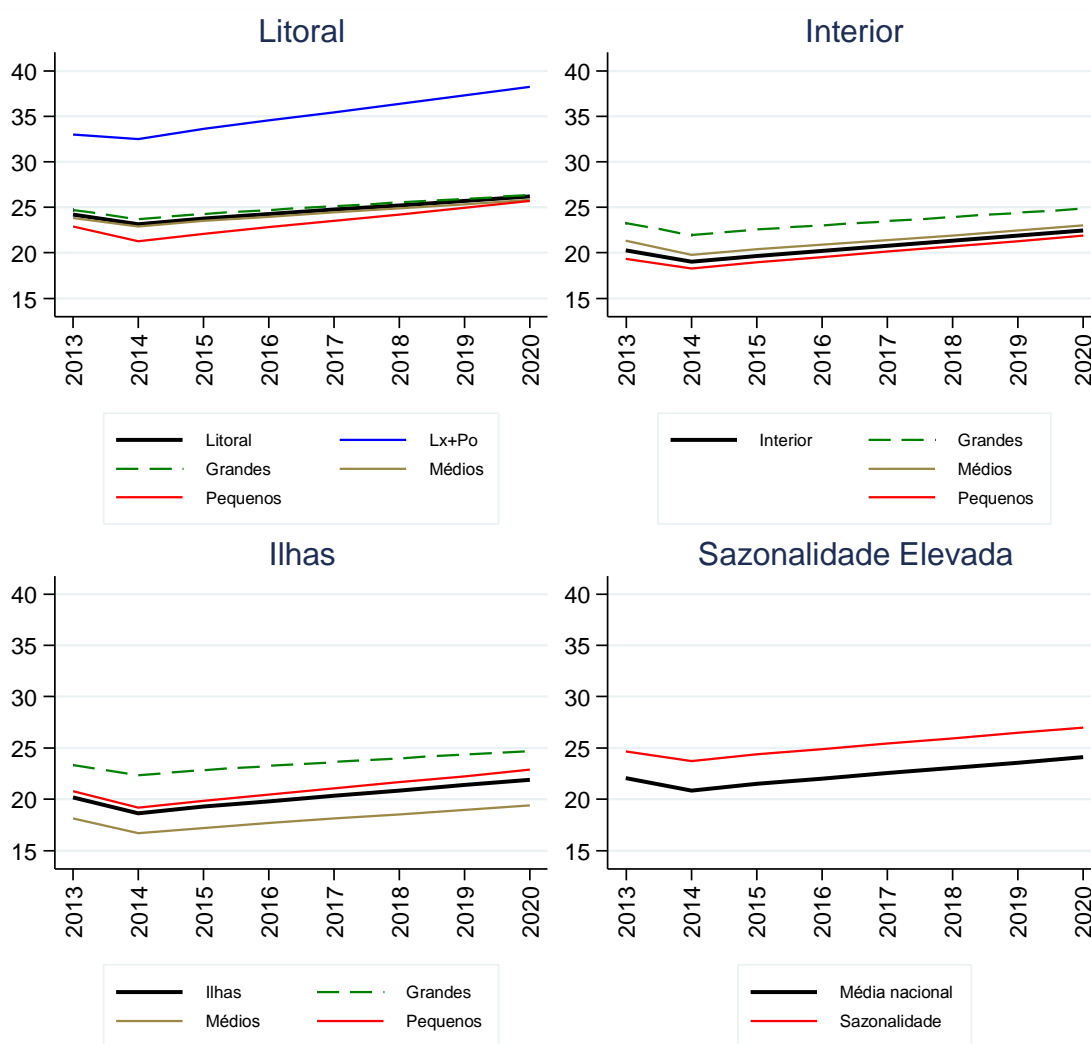 Litoral
40
35
30
25
20
15
2013
2014
2015
2016
2017
2018
2019
2020
Litoral
Lx+Po
Grandes
Médios
Pequenos
Interior
40
35
30
25
20
15
2013
2014
2015
2016
2017
2018
2019
2020
Interior
Grandes
Médios
Pequenos
Ilhas
40
35
30
25
20
15
2013
2014
2015
2016
2017
2018
2019
2020
Ilhas
Grandes
Médios
Pequenos
Sazonalidade Elevada
40
35
30
25
20
15
2013
2014
2015
2016
2017
2018
2019
2020
Média nacional
Sazonalidade